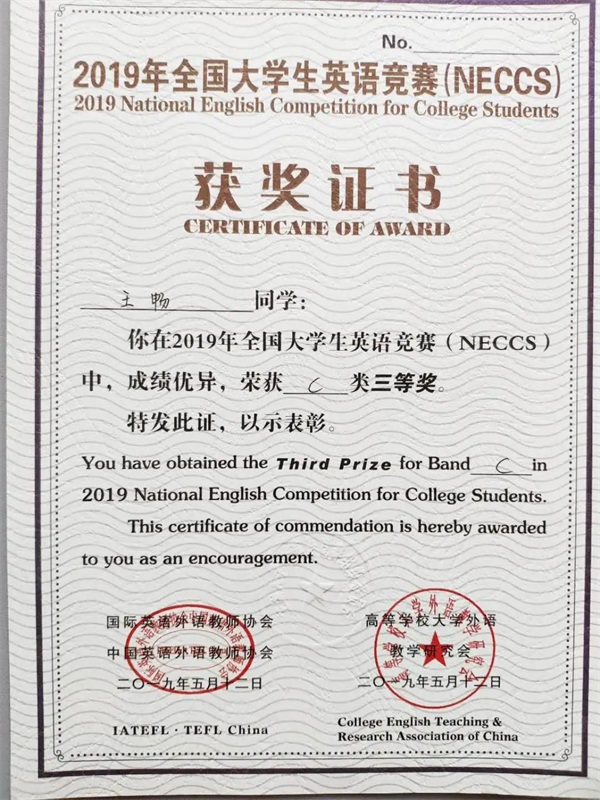 No.
2019年全国大学生英语竞赛(NECCS)
2019 National English Competition for College Students
获奖证书
CERTIFICATE OF AWARD
王畅 同学:
你在2019年全国大学生英语竞赛(NECCS)
中,成绩优异,荣获 C 类三等奖。
特发此证,以示表彰。
You have obtained the Third Prize for Band C in
2019 National English Competition for College Students.
This certificate of commendation is hereby awarded
to you as an encouragement.
国际英语外语教师协会
中国英语外语教师协会
二〇一九年五月十二日
IATEFL · TEFL China
高等学校大学外语
教学研究会
二〇一九年五月十二日
College English Teaching &
Research Association of China